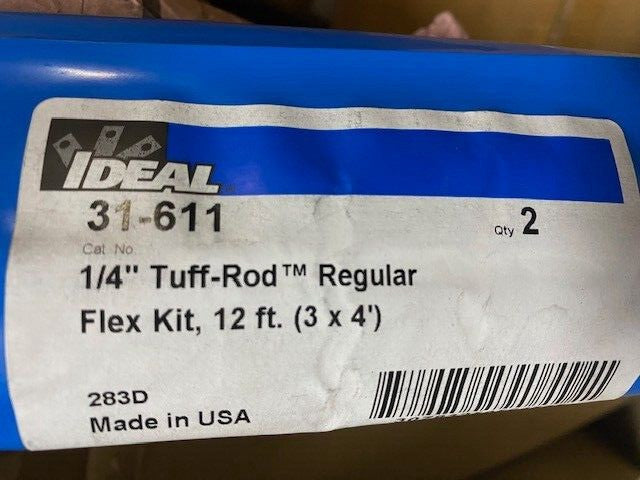 IDEAL
31-611
Qty 2
Cat No
1/4" Tuff-Rod™ Regular
Flex Kit, 12 ft. (3 x 4')
283D
Made in USA